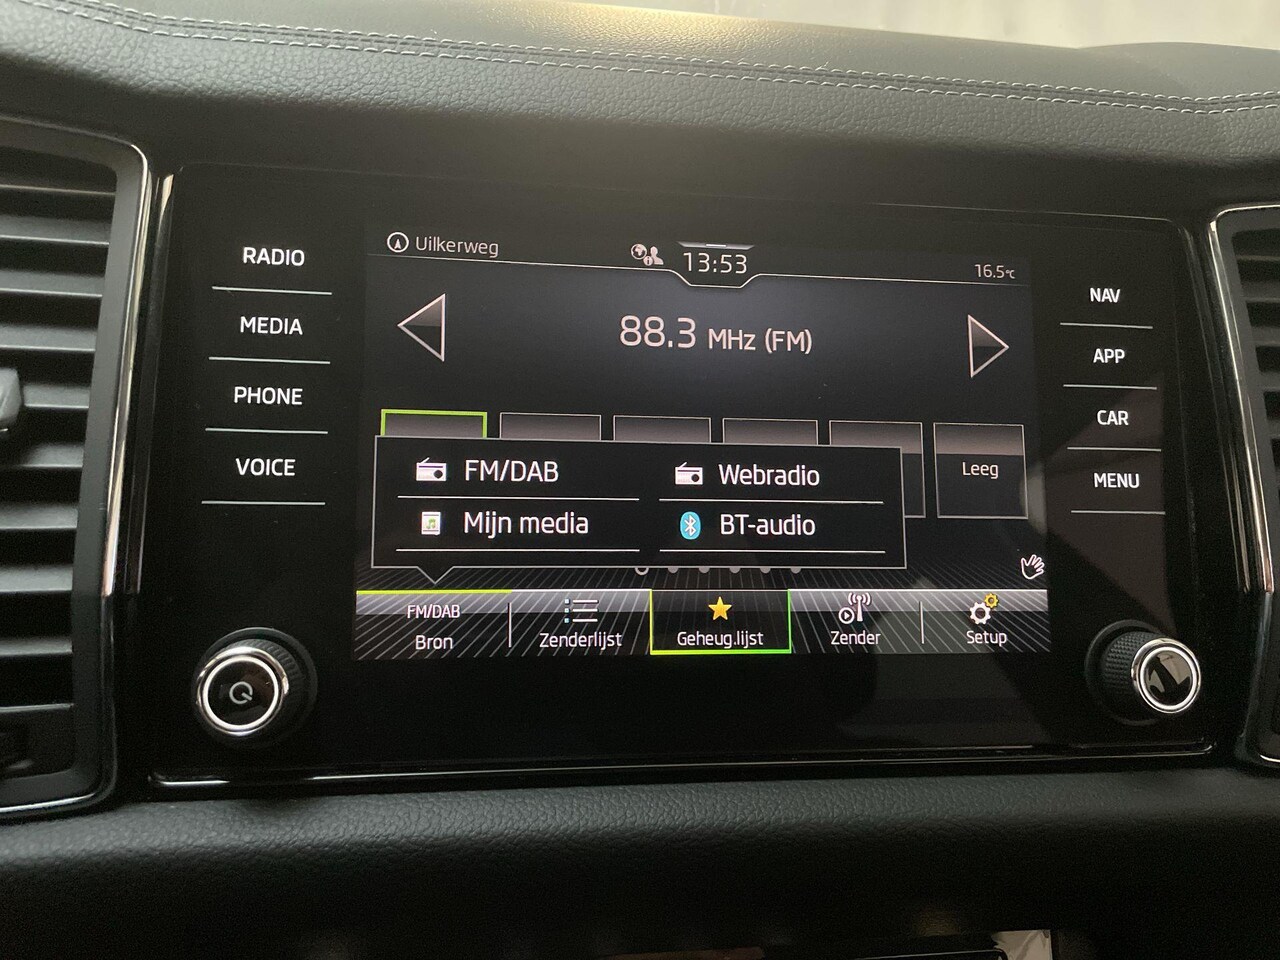 RADIO
MEDIA
PHONE
VOICE
Uilkerweg
13:53
16.5°C
88.3 MHz (FM)
FM/DAB
Webradio
Mijn media
BT-audio
Leeg
FM/DAB
Bron
Zenderlijst
Geheug.lijst
Zender
Setup
NAV
APP
CAR
MENU